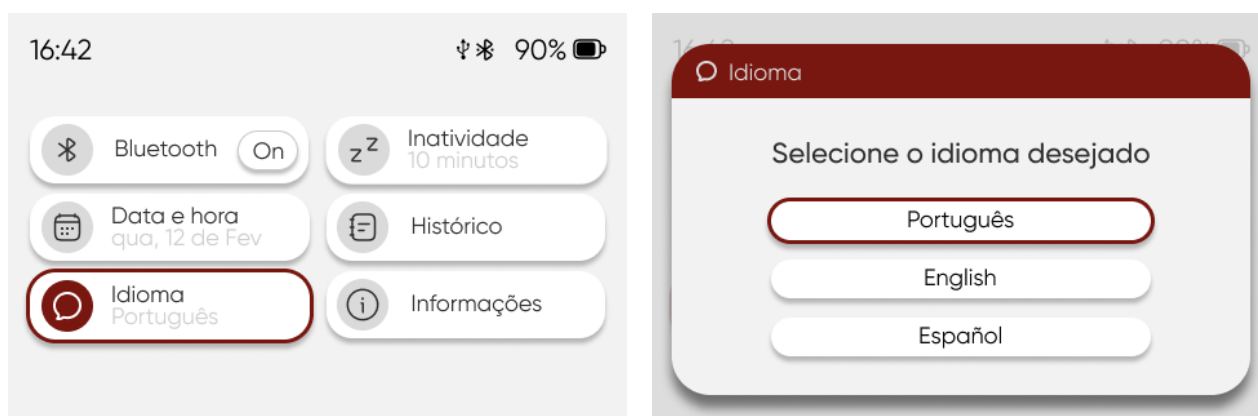 16:42 90%
Bluetooth On
Inatividade
10 minutos
Data e hora
qua, 12 de Fev
Histórico
Idioma
Português
Informações
Idioma
Selecione o idioma desejado
Português
English
Español